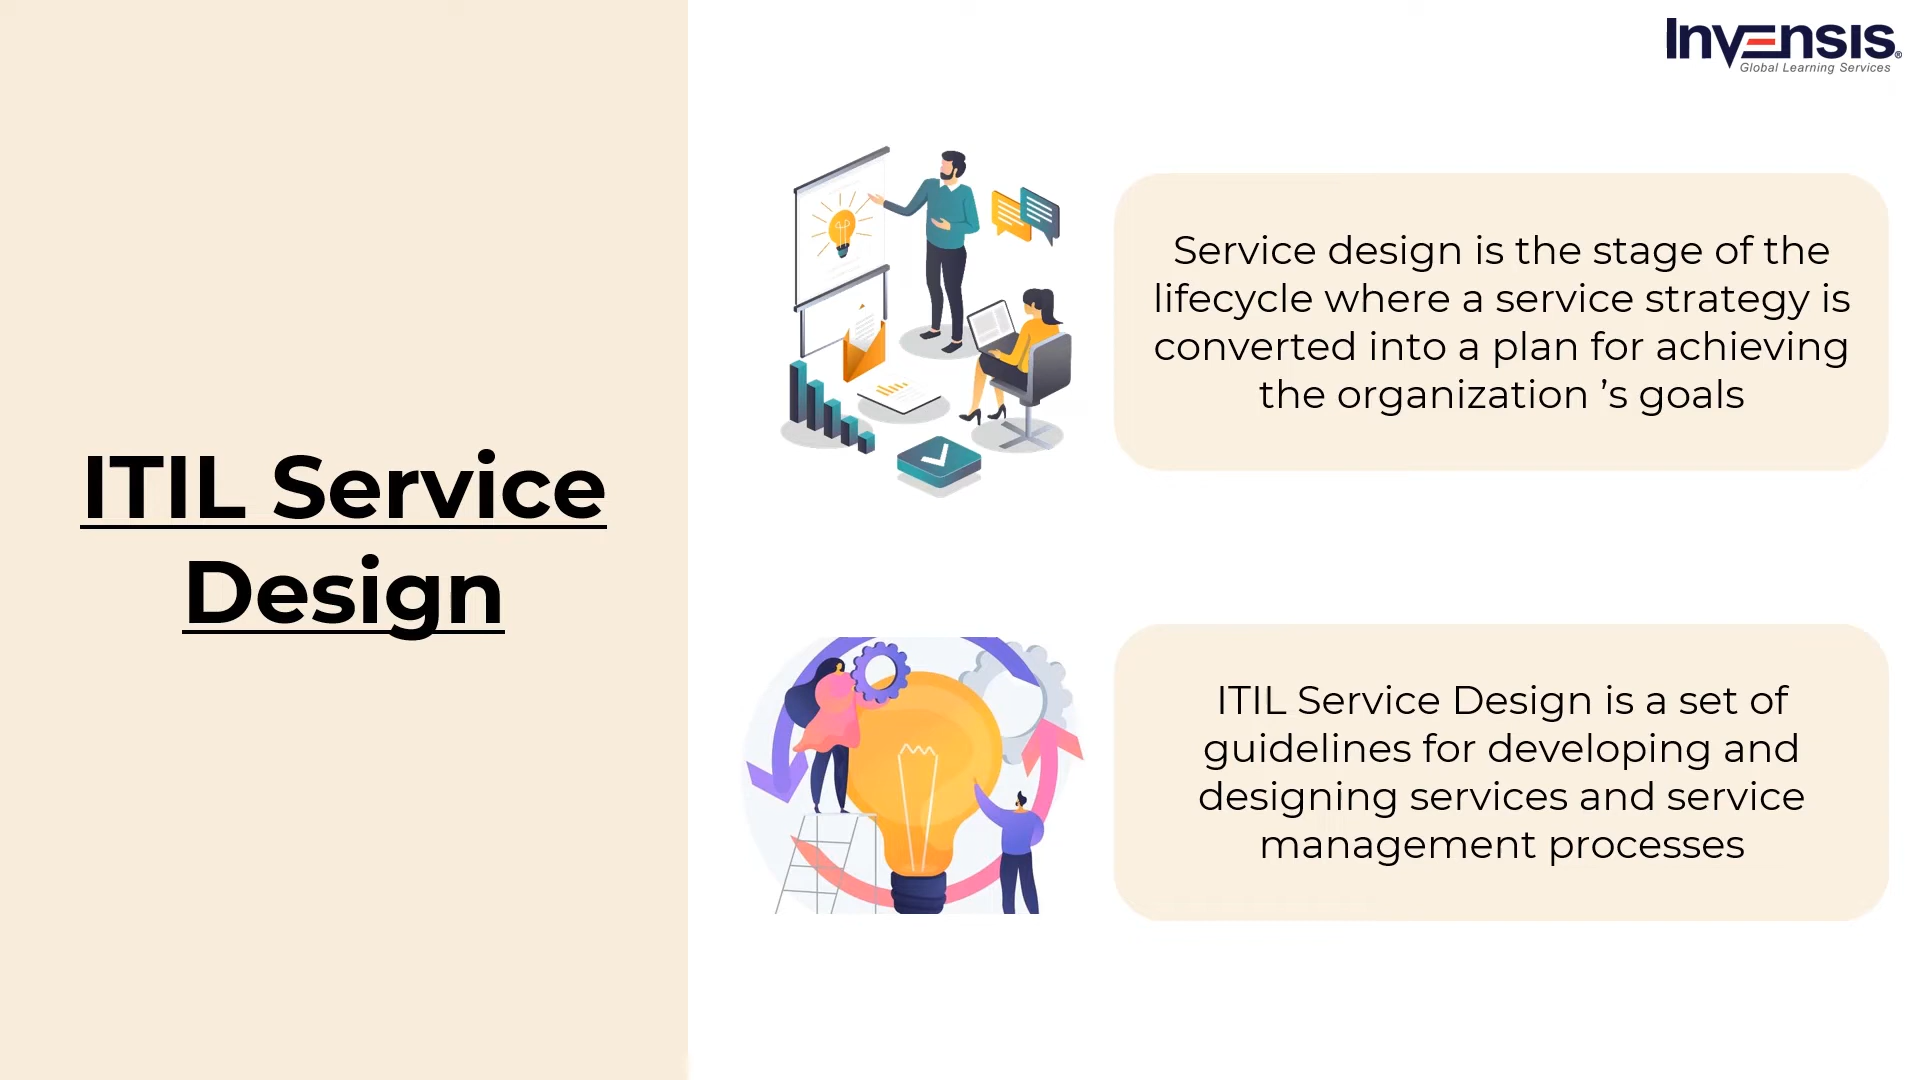 Invensis®
Global Learning Services
ITIL Service
Design
Service design is the stage of the
lifecycle where a service strategy is
converted into a plan for achieving
the organization ’s goals
ITIL Service Design is a set of
guidelines for developing and
designing services and service
management processes